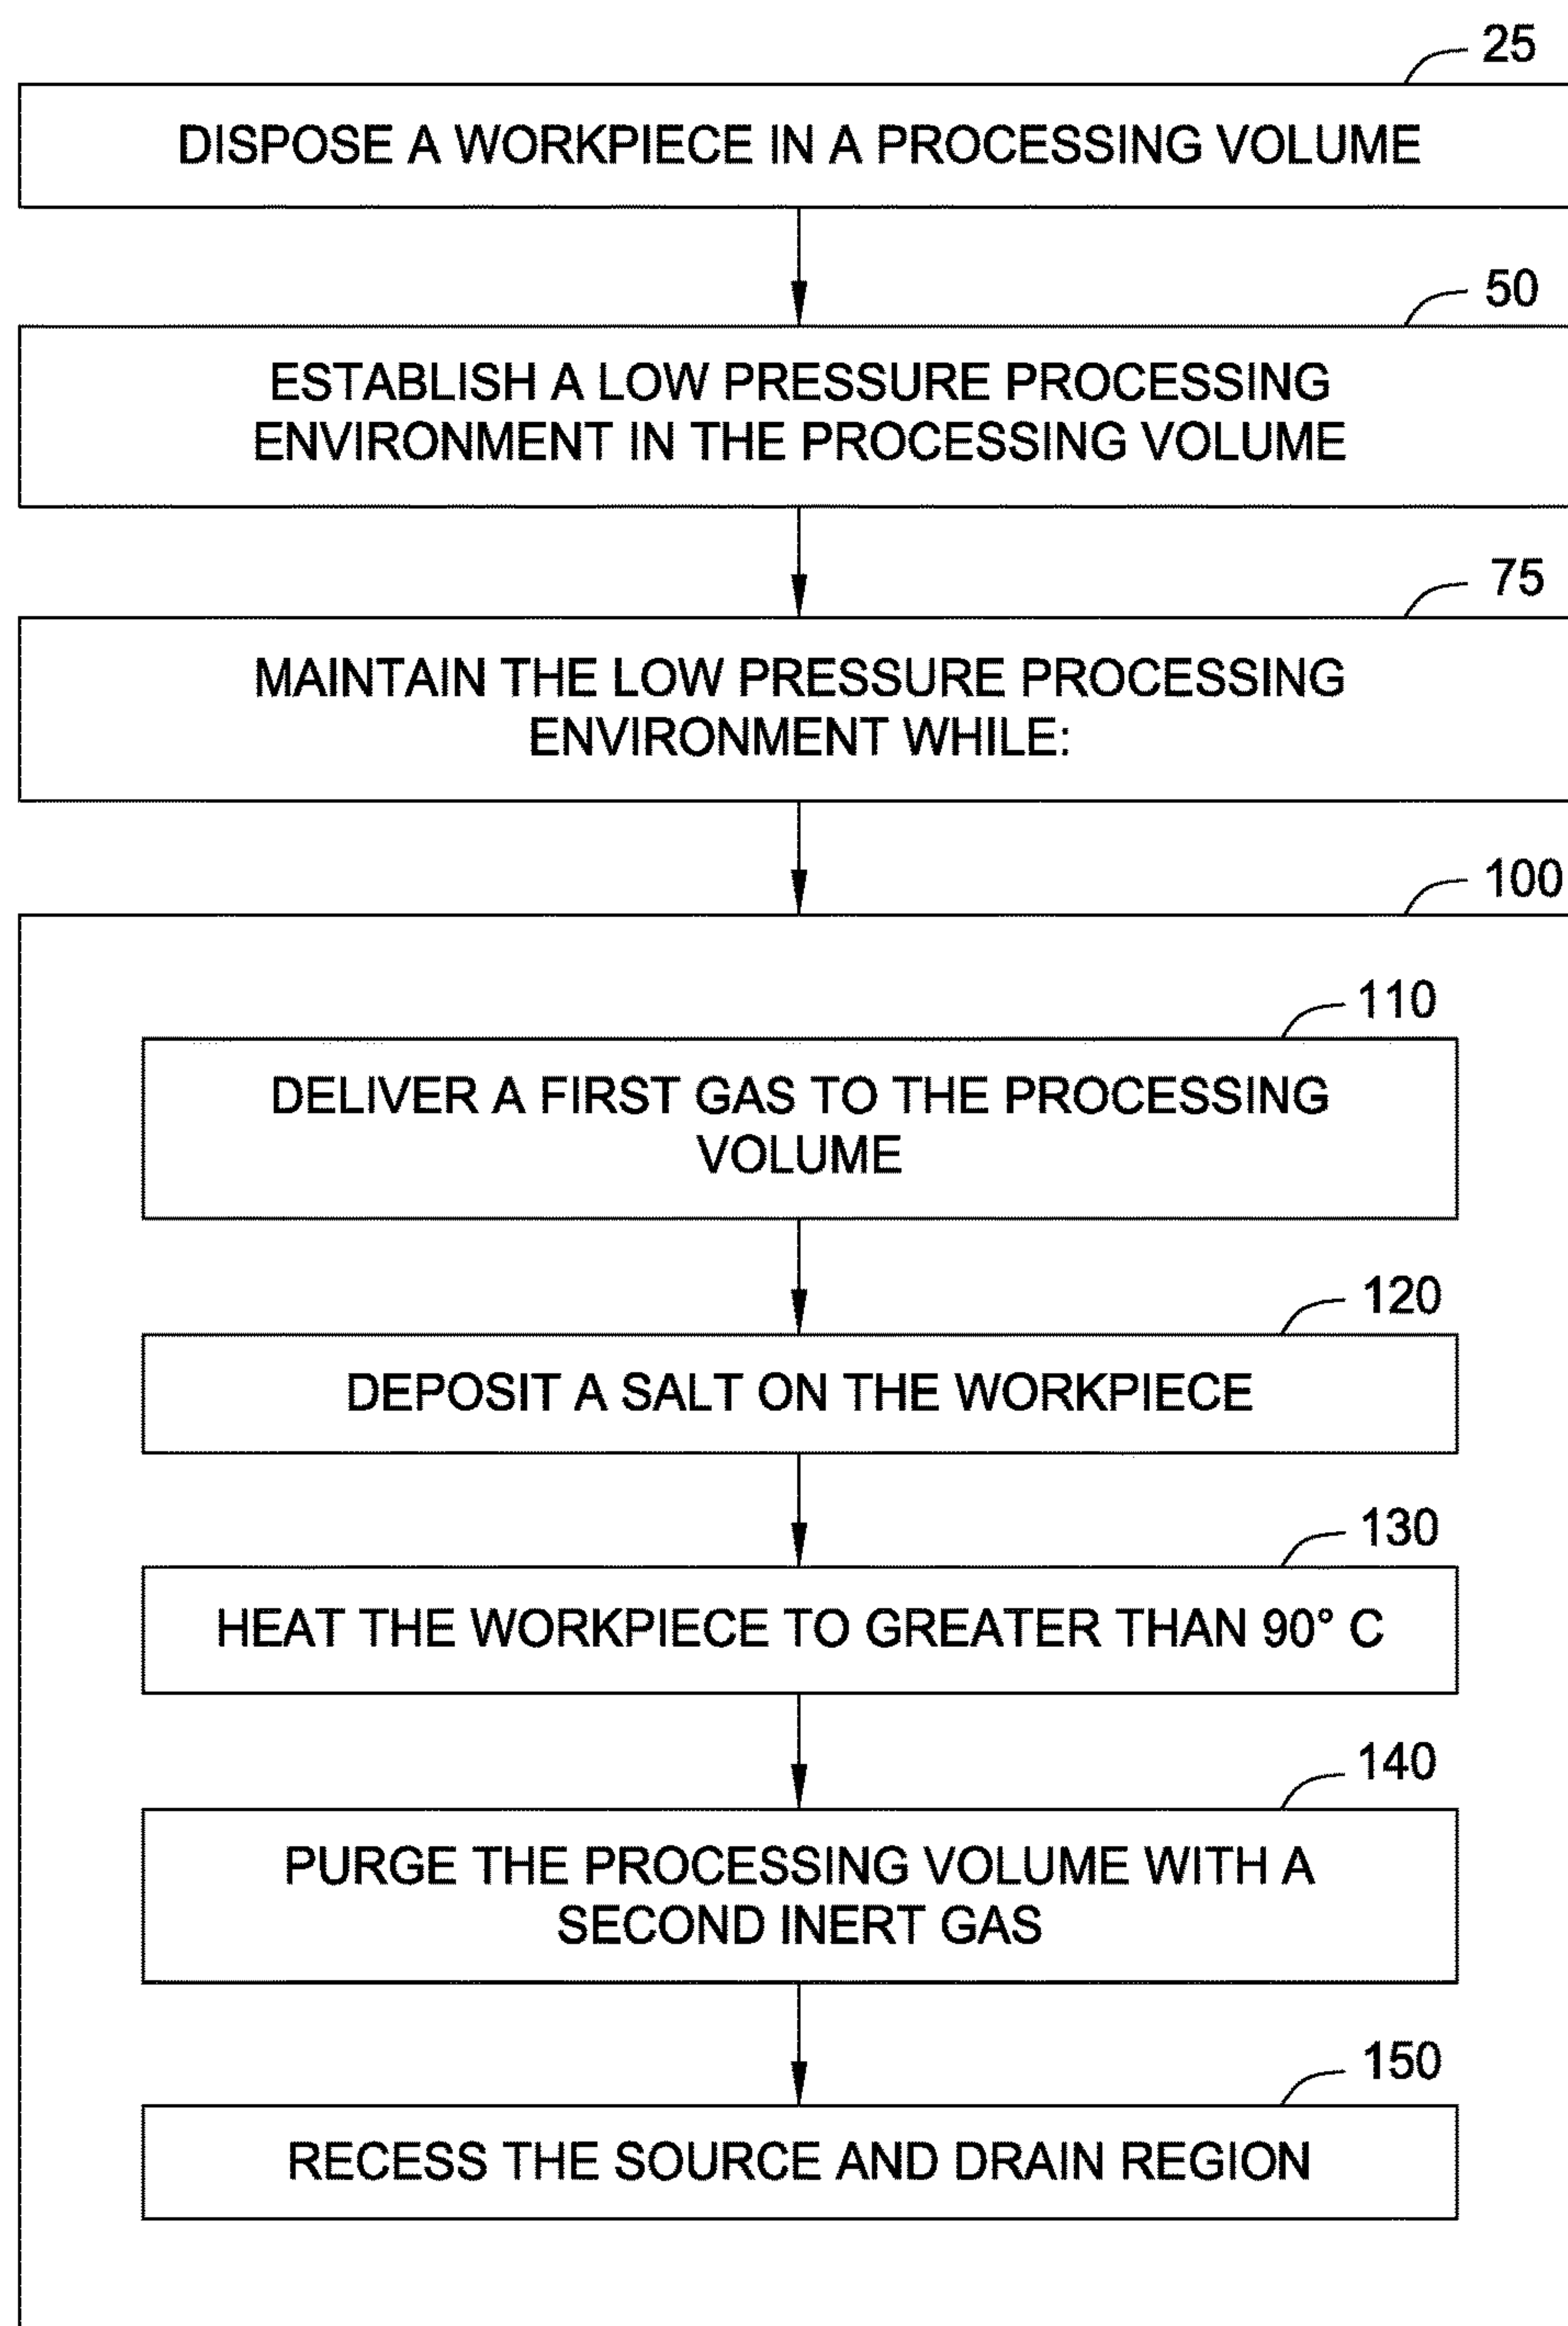 25
DISPOSE A WORKPIECE IN A PROCESSING VOLUME
50
ESTABLISH A LOW PRESSURE PROCESSING
ENVIRONMENT IN THE PROCESSING VOLUME
75
MAINTAIN THE LOW PRESSURE PROCESSING
ENVIRONMENT WHILE:
100
110
DELIVER A FIRST GAS TO THE PROCESSING
VOLUME
120
DEPOSIT A SALT ON THE WORKPIECE
130
HEAT THE WORKPIECE TO GREATER THAN 90° C
140
PURGE THE PROCESSING VOLUME WITH A
SECOND INERT GAS
150
RECESS THE SOURCE AND DRAIN REGION